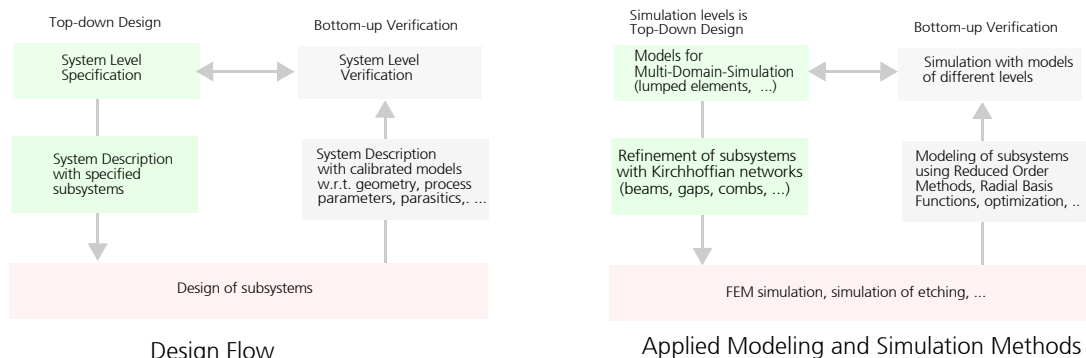 Top-down Design
Bottom-up Verification
System Level
Specification
System Level
Verification
System Description
with specified
subsystems
System Description
with calibrated models
w.r.t. geometry, process
parameters, parasitics,. ...
Design of subsystems
Design Flow
Simulation levels is
Top-Down Design
Bottom-up Verification
Models for
Multi-Domain-Simulation
(lumped elements, ...)
Simulation with models
of different levels
Refinement of subsystems
with Kirchhoffian networks
(beams, gaps, combs, ...)
Modeling of subsystems
using Reduced Order
Methods, Radial Basis
Functions, optimization, ..
FEM simulation, simulation of etching, ...
Applied Modeling and Simulation Methods